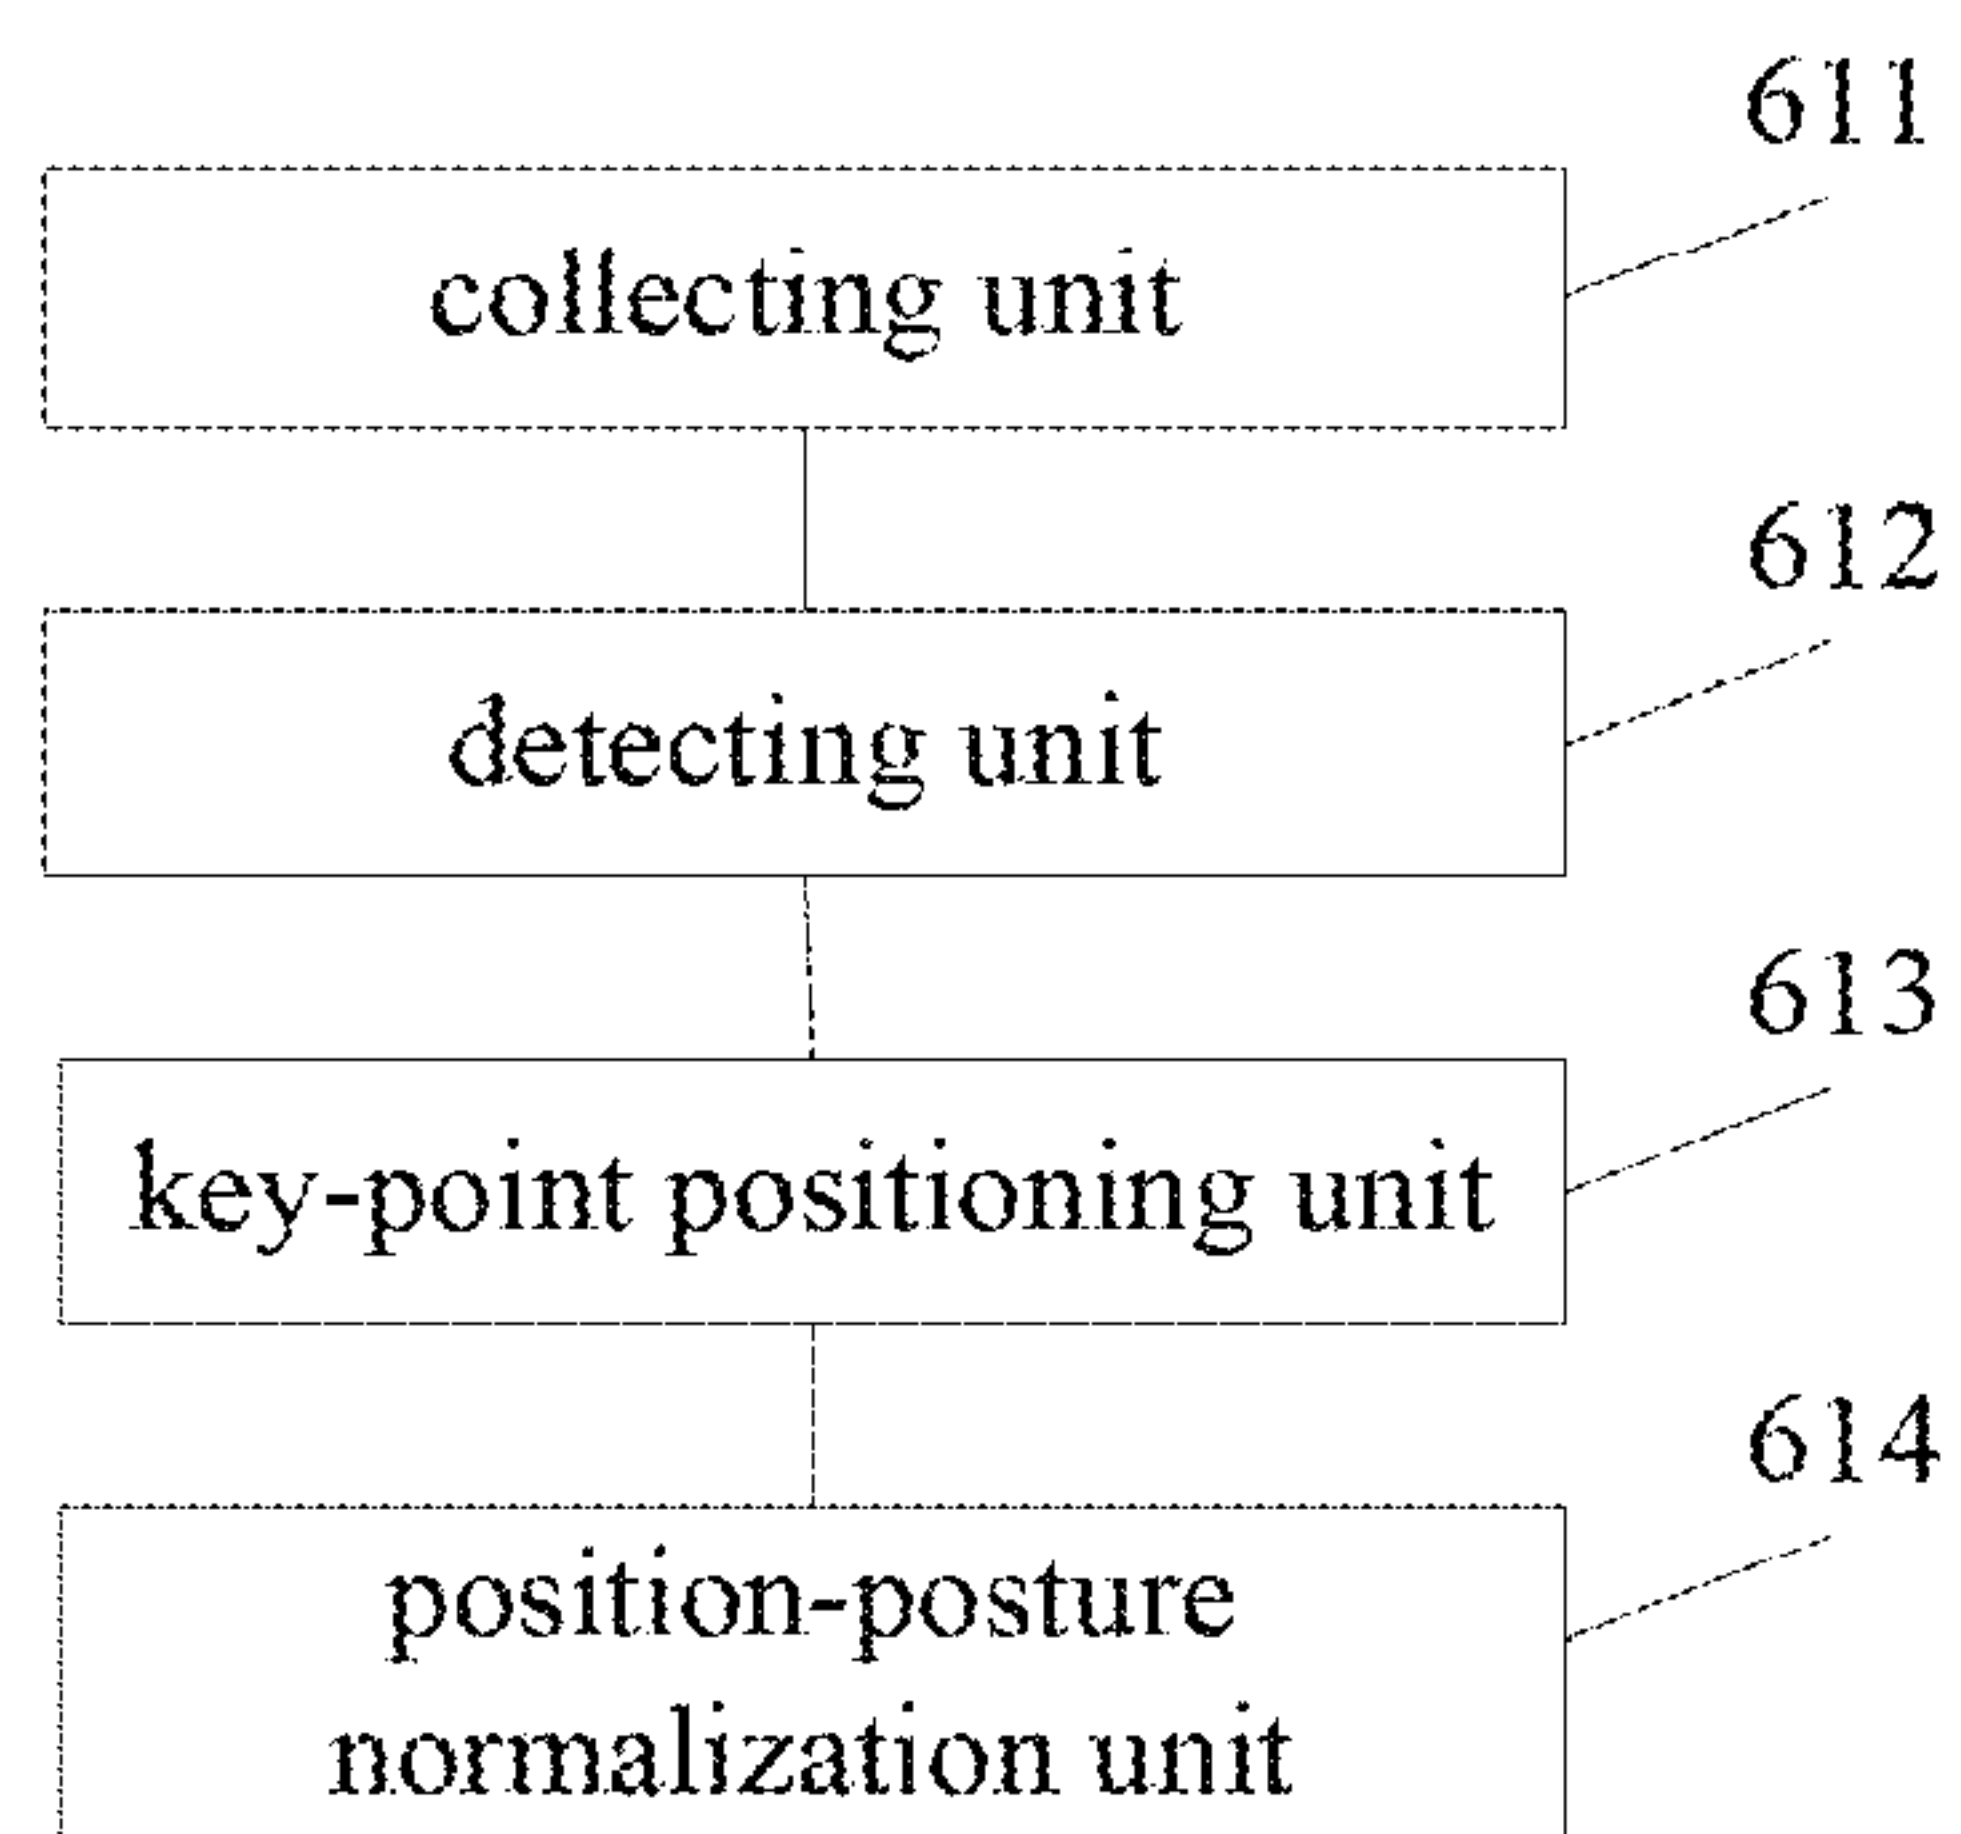 611
collecting unit
612
detecting unit
613
key-point positioning unit
614
position-posture
normalization unit